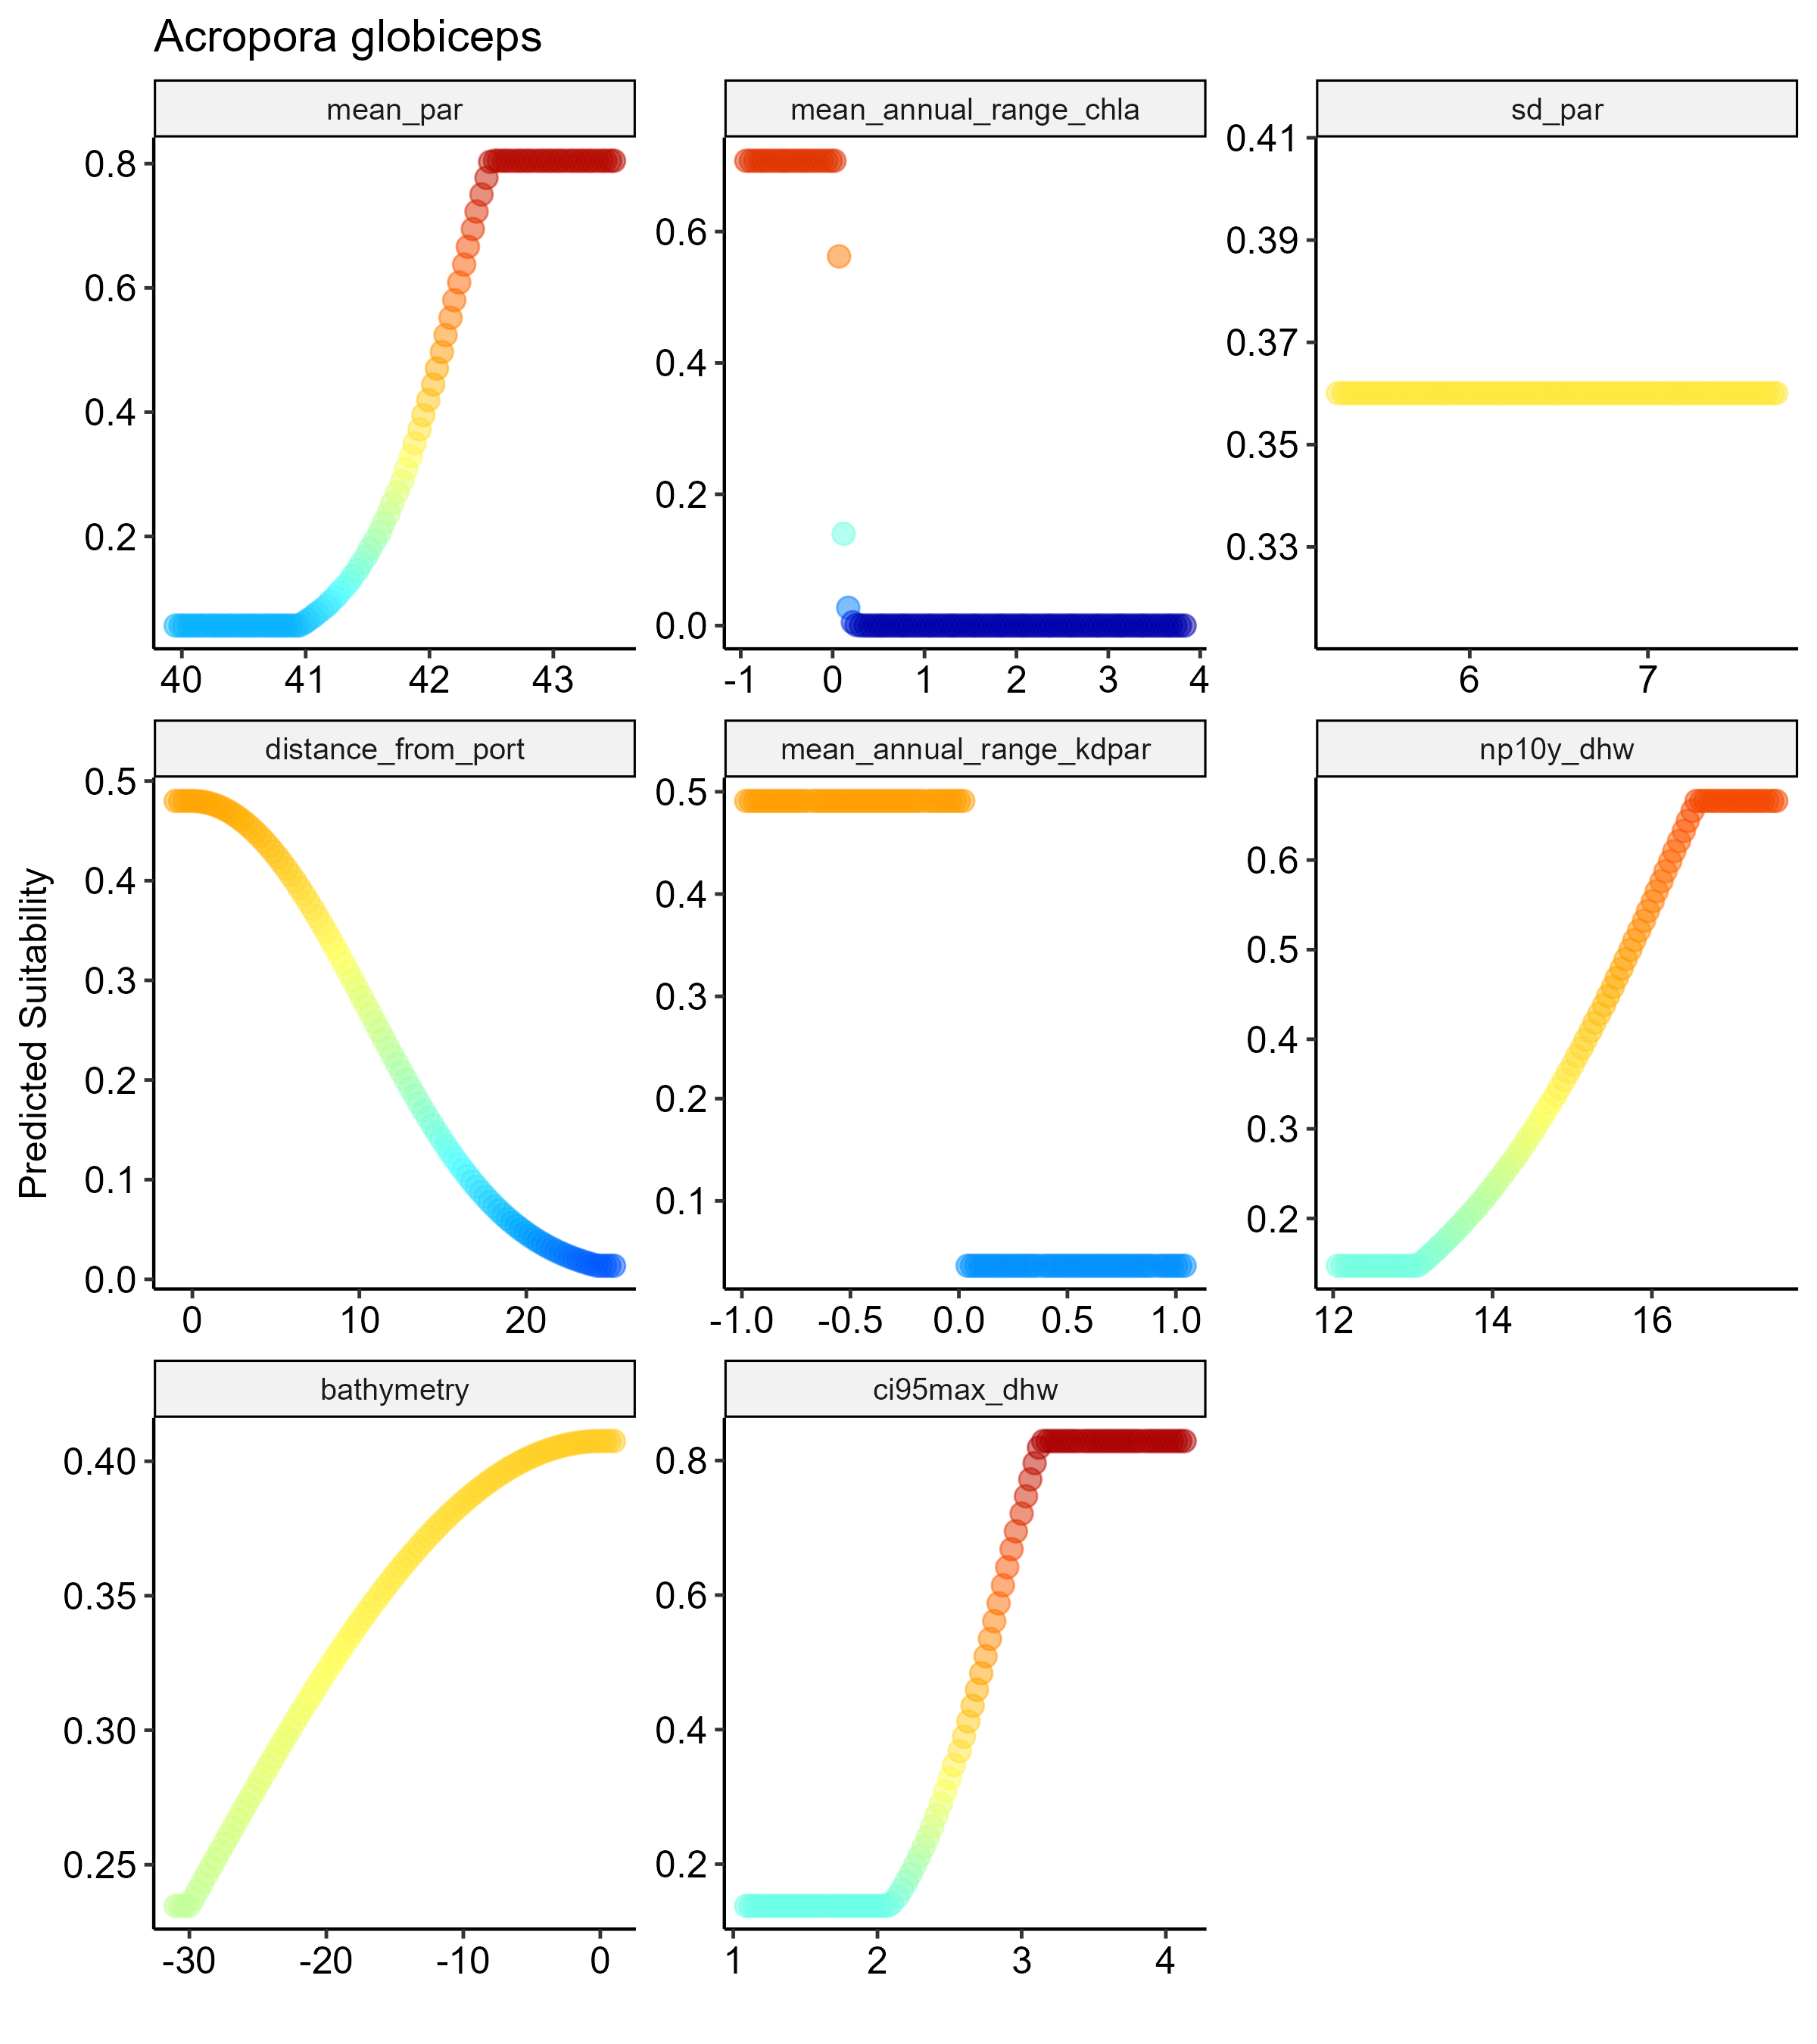 Acropora globiceps
mean_par
mean_annual_range_chla
sd_par
0.8
0.6
0.4
0.2
40 41 42 43
0.6
0.4
0.2
0.0
-1 0 1 2 3 4
0.41
0.39
0.37
0.35
0.33
6 7
Predicted Suitability
distance_from_port
mean_annual_range_kdpar
np10y_dhw
0.5
0.4
0.3
0.2
0.1
0.0
0 10 20
0.5
0.4
0.3
0.2
0.1
-1.0 -0.5 0.0 0.5 1.0
0.6
0.5
0.4
0.3
0.2
12 14 16
bathymetry
ci95max_dhw
0.40
0.35
0.30
0.25
-30 -20 -10 0
0.8
0.6
0.4
0.2
1 2 3 4